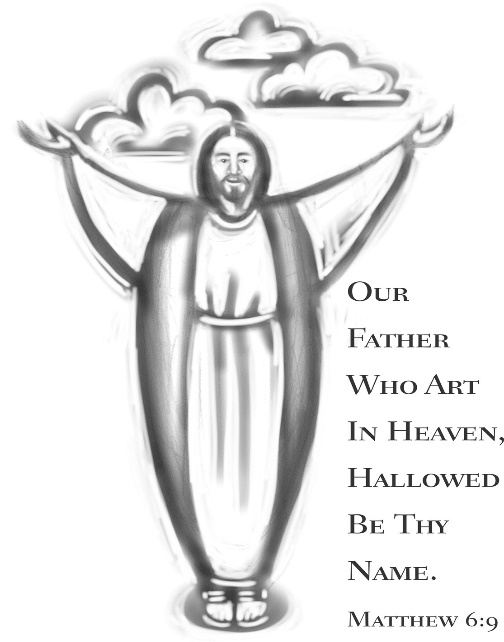 Our
Father
Who Art
In Heaven,
Hallowed
Be Thy
Name.
Matthew 6:9